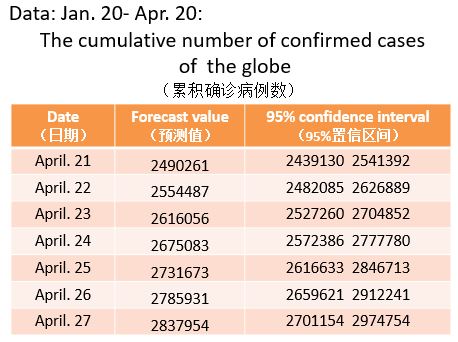 Data: Jan. 20- Apr. 20:
The cumulative number of confirmed cases
of the globe
（累积确诊病例数）
Date Forecast value 95% confidence interval
（日期） （预测值） （95%置信区间）
April. 21 2490261 2439130 2541392
April. 22 2554487 2482085 2626889
April. 23 2616056 2527260 2704852
April. 24 2675083 2572386 2777780
April. 25 2731673 2616633 2846713
April. 26 2785931 2659621 2912241
April. 27 2837954 2701154 2974754